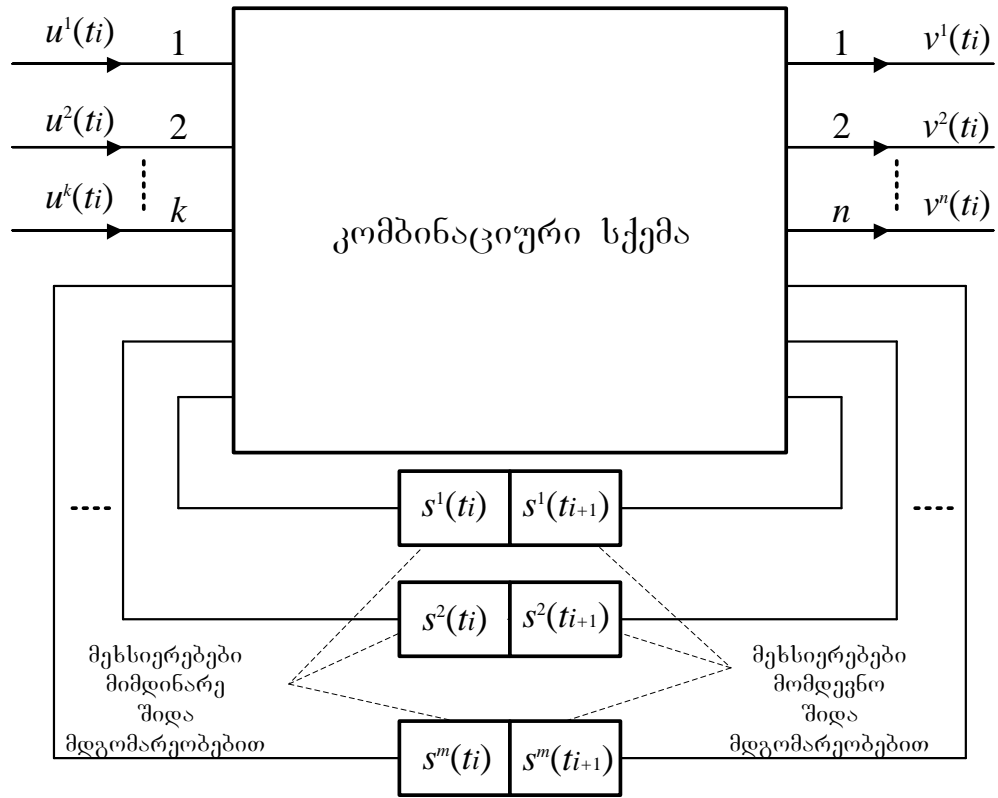 u¹(ti) 1
u²(ti) 2
uᵏ(ti) k
კომბინაციური სქემა
1 v¹(ti)
2 v²(ti)
n vⁿ(ti)
s¹(ti) s¹(ti+1)
s²(ti) s²(ti+1)
sᵐ(ti) sᵐ(ti+1)
მეხსიერებები
მიმდინარე
შიდა
მდგომარეობებით
მეხსიერებები
მომდევნო
შიდა
მდგომარეობებით